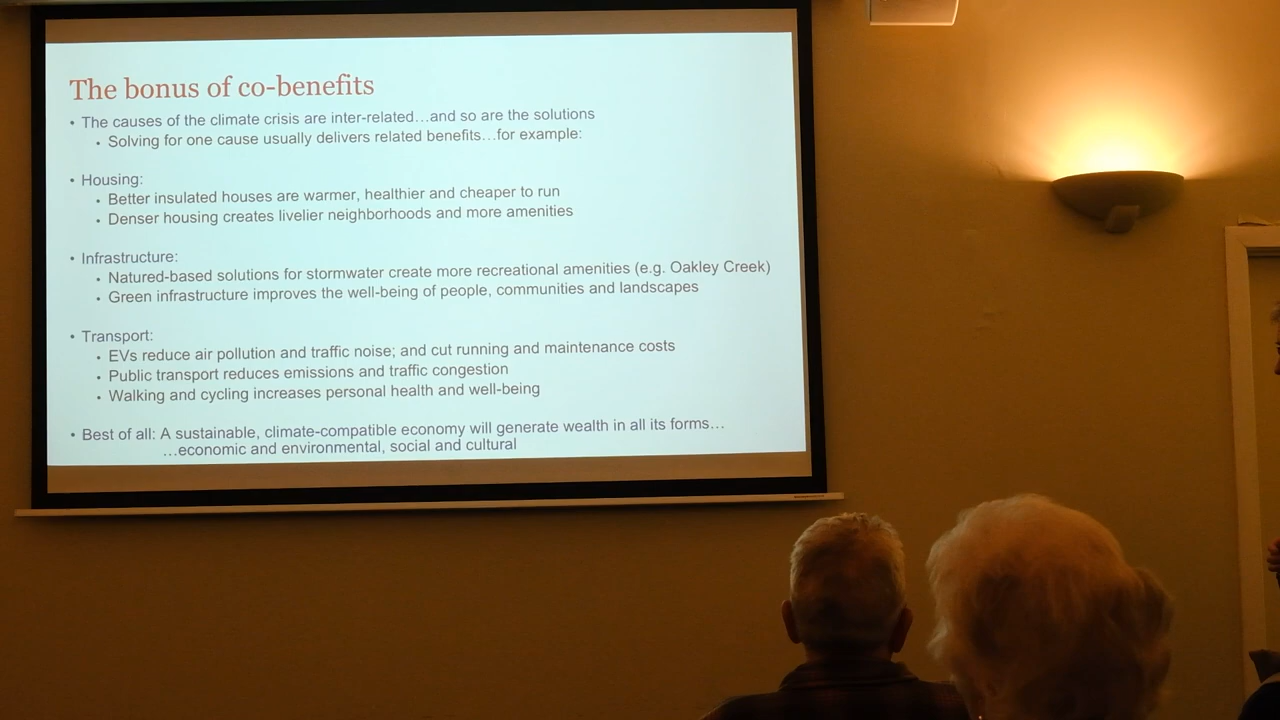 The bonus of co-benefits
• The causes of the climate crisis are inter-related…and so are the solutions
• Solving for one cause usually delivers related benefits…for example:
• Housing:
• Better insulated houses are warmer, healthier and cheaper to run
• Denser housing creates livelier neighborhoods and more amenities
• Infrastructure:
• Natured-based solutions for stormwater create more recreational amenities (e.g. Oakley Creek)
• Green infrastructure improves the well-being of people, communities and landscapes
• Transport:
• EVs reduce air pollution and traffic noise; and cut running and maintenance costs
• Public transport reduces emissions and traffic congestion
• Walking and cycling increases personal health and well-being
• Best of all: A sustainable, climate-compatible economy will generate wealth in all its forms…
…economic and environmental, social and cultural